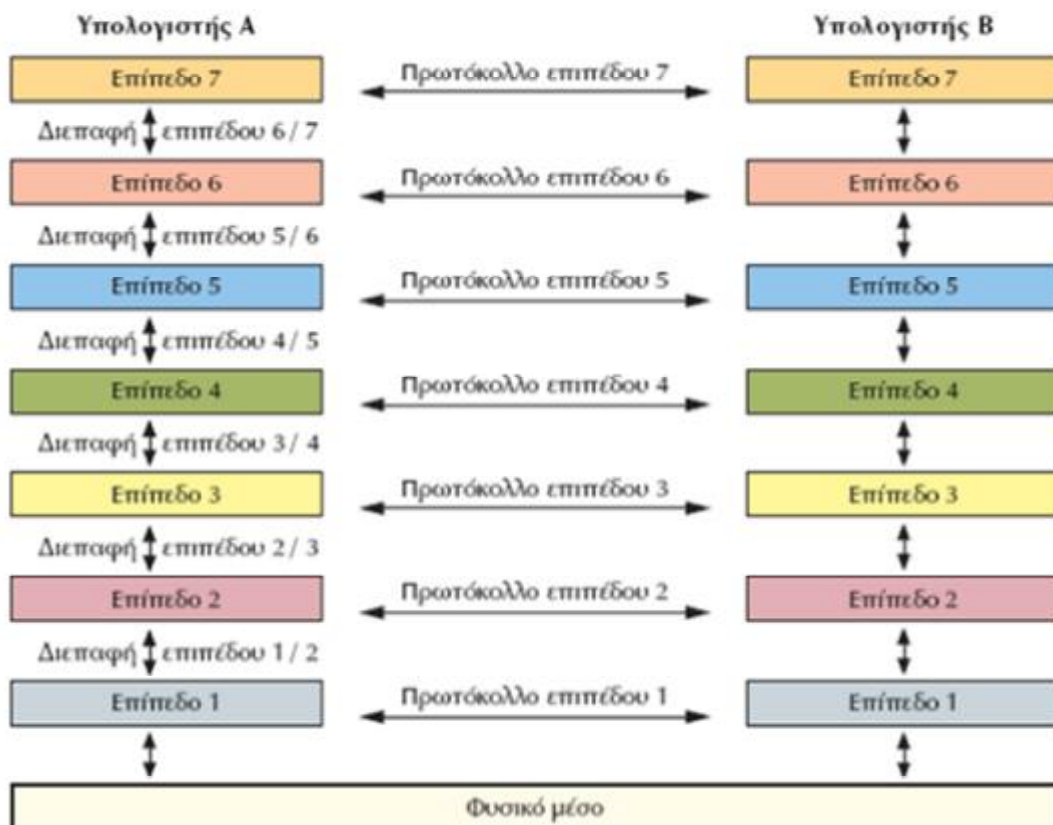 Υπολογιστής Α Υπολογιστής Β
Επίπεδο 7 Πρωτόκολλο επιπέδου 7 Επίπεδο 7
Διεπαφή επιπέδου 6 / 7
Επίπεδο 6 Πρωτόκολλο επιπέδου 6 Επίπεδο 6
Διεπαφή επιπέδου 5 / 6
Επίπεδο 5 Πρωτόκολλο επιπέδου 5 Επίπεδο 5
Διεπαφή επιπέδου 4 / 5
Επίπεδο 4 Πρωτόκολλο επιπέδου 4 Επίπεδο 4
Διεπαφή επιπέδου 3 / 4
Επίπεδο 3 Πρωτόκολλο επιπέδου 3 Επίπεδο 3
Διεπαφή επιπέδου 2 / 3
Επίπεδο 2 Πρωτόκολλο επιπέδου 2 Επίπεδο 2
Διεπαφή επιπέδου 1 / 2
Επίπεδο 1 Πρωτόκολλο επιπέδου 1 Επίπεδο 1
Φυσικό μέσο